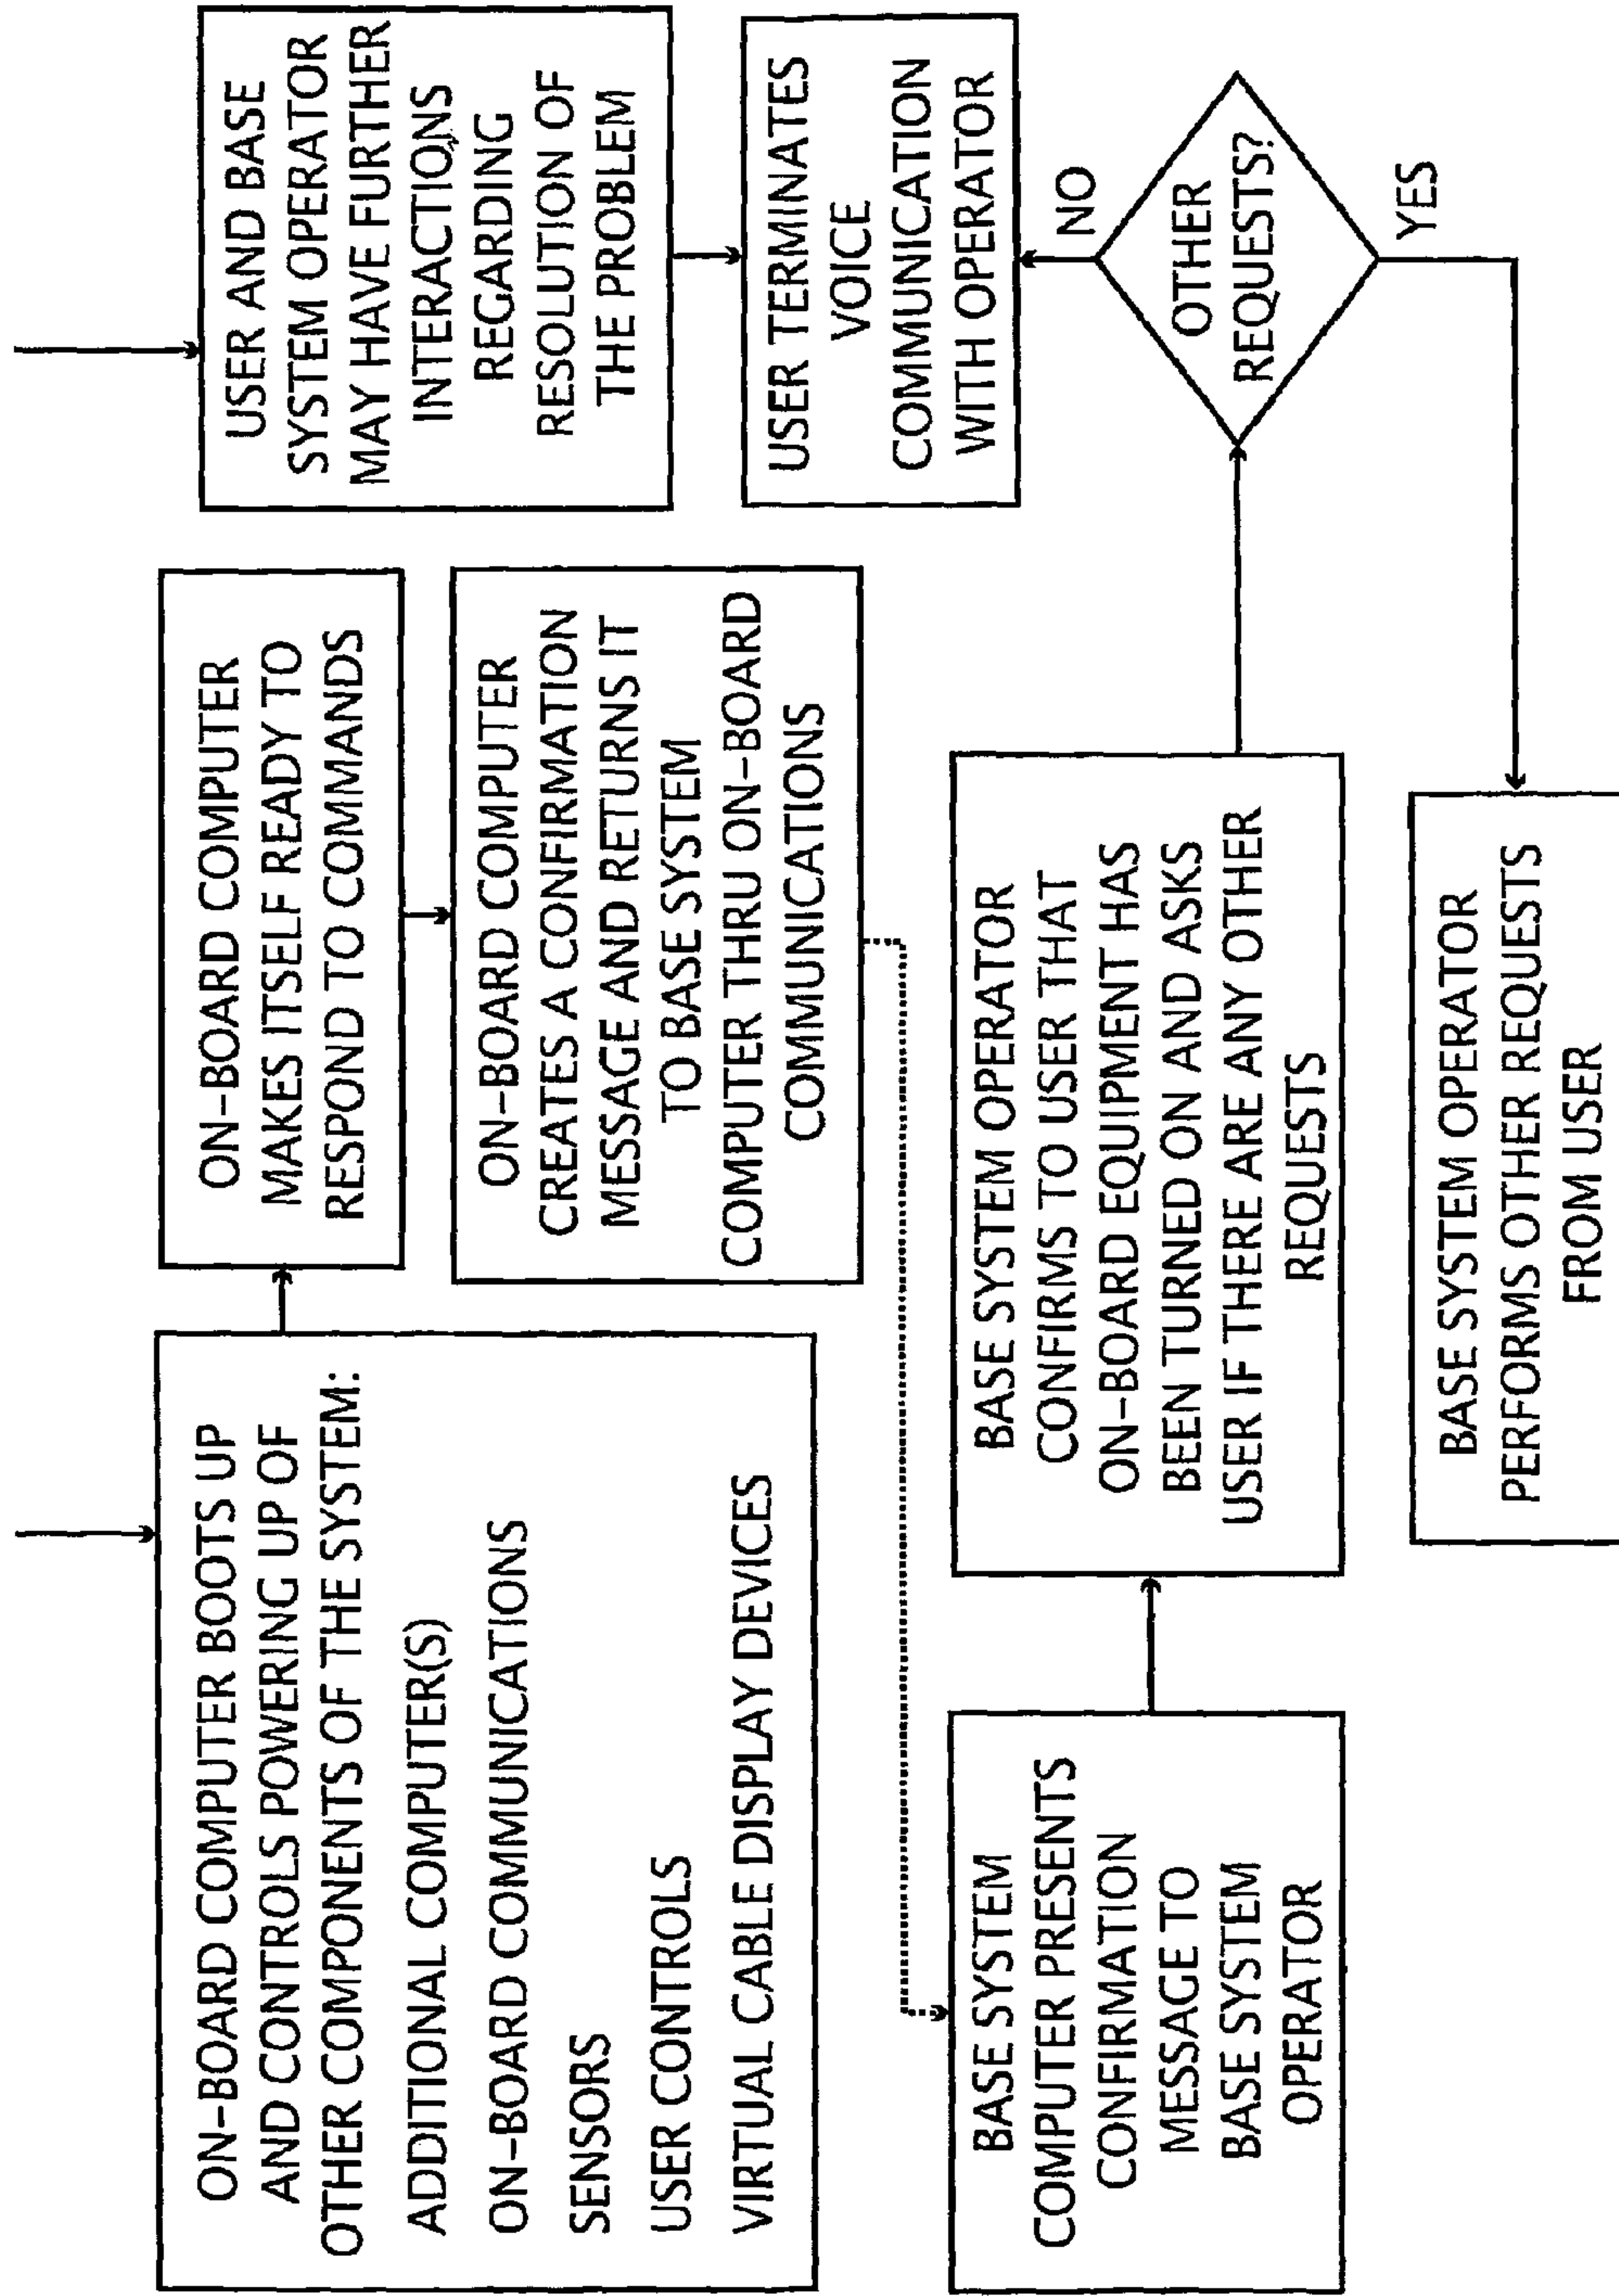 ON-BOARD COMPUTER BOOTS UP
AND CONTROLS POWERING UP OF
OTHER COMPONENTS OF THE SYSTEM:
ADDITIONAL COMPUTER(S)
ON-BOARD COMMUNICATIONS
SENSORS
USER CONTROLS
VIRTUAL CABLE DISPLAY DEVICES
ON-BOARD COMPUTER
MAKES ITSELF READY TO
RESPOND TO COMMANDS
ON-BOARD COMPUTER
CREATES A CONFIRMATION
MESSAGE AND RETURNS IT
TO BASE SYSTEM
COMPUTER THRU ON-BOARD
COMMUNICATIONS
USER AND BASE
SYSTEM OPERATOR
MAY HAVE FURTHER
INTERACTIONS
REGARDING
RESOLUTION OF
THE PROBLEM
USER TERMINATES
VOICE
COMMUNICATION
WITH OPERATOR
BASE SYSTEM
COMPUTER PRESENTS
CONFIRMATION
MESSAGE TO
BASE SYSTEM
OPERATOR
BASE SYSTEM OPERATOR
CONFIRMS TO USER THAT
ON-BOARD EQUIPMENT HAS
BEEN TURNED ON AND ASKS
USER IF THERE ARE ANY OTHER
REQUESTS
NO
OTHER
REQUESTS?
YES
BASE SYSTEM OPERATOR
PERFORMS OTHER REQUESTS
FROM USER